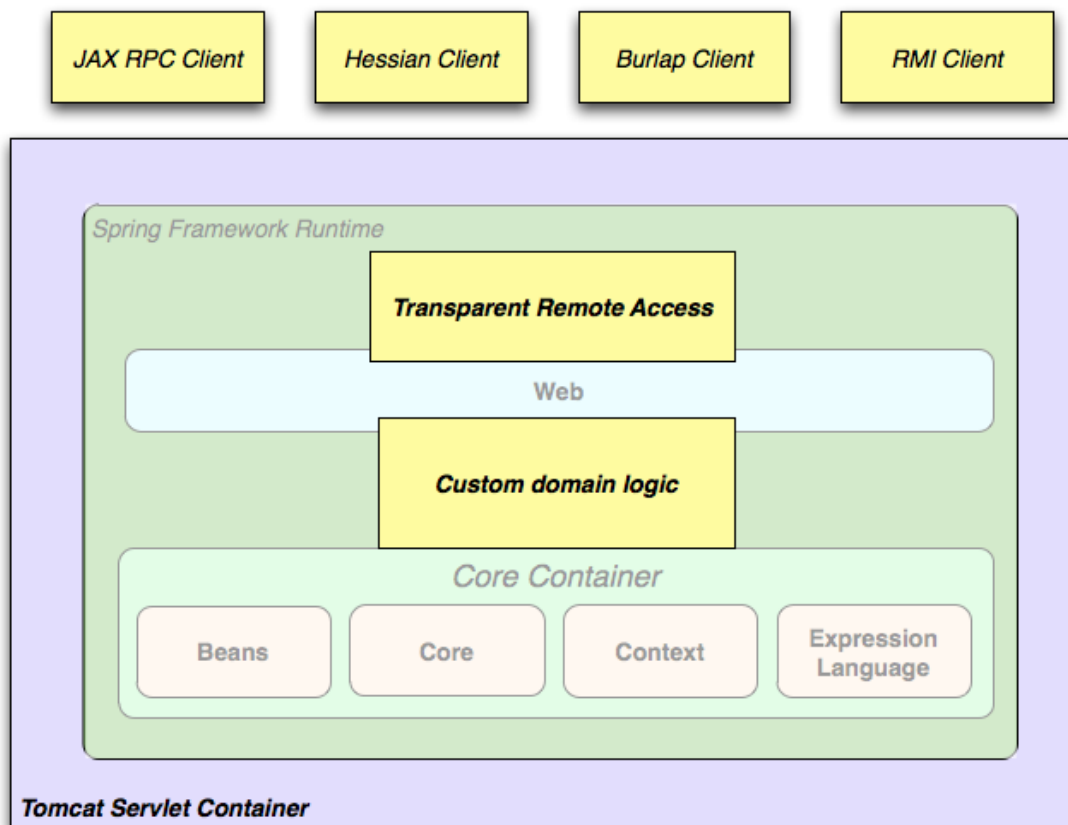 JAX RPC Client
Hessian Client
Burlap Client
RMI Client
Spring Framework Runtime
Transparent Remote Access
Web
Custom domain logic
Core Container
Beans
Core
Context
Expression
Language
Tomcat Servlet Container